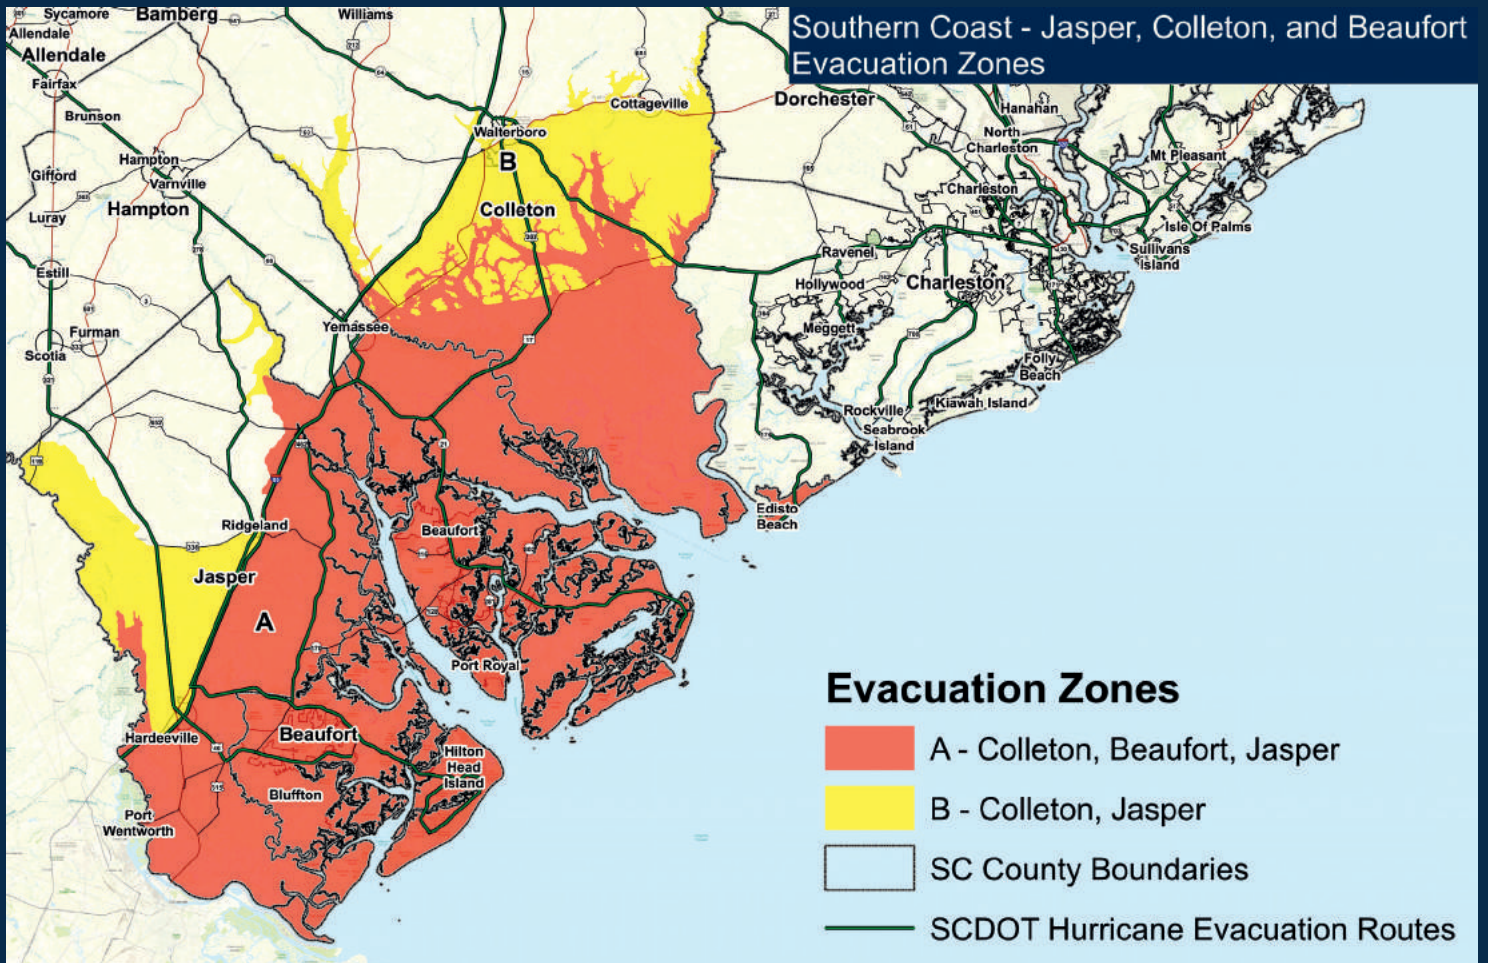 Southern Coast - Jasper, Colleton, and Beaufort
Evacuation Zones
Sycamore
Bamberg
Williams
Allendale
Allendale
Fairfax
Brunson
Cottageville
Dorchester
Hanahan
North
Charleston
Walterboro
B
Mt Pleasant
Hampton
Varnville
Gifford
Hampton
Luray
Colleton
Charleston
Isle Of Palms
Sullivans
Island
Ravenel
Estill
Hollywood
Charleston
Furman
Yemassee
Meggett
Scotia
Folly
Beach
Rockville
Kiawah Island
Seabrook
Island
Edisto
Beach
Ridgeland
Beaufort
Jasper
A
Port Royal
Hardeeville
Beaufort
Hilton
Head
Island
Bluffton
Port
Wentworth
Evacuation Zones
A - Colleton, Beaufort, Jasper
B - Colleton, Jasper
SC County Boundaries
SCDOT Hurricane Evacuation Routes